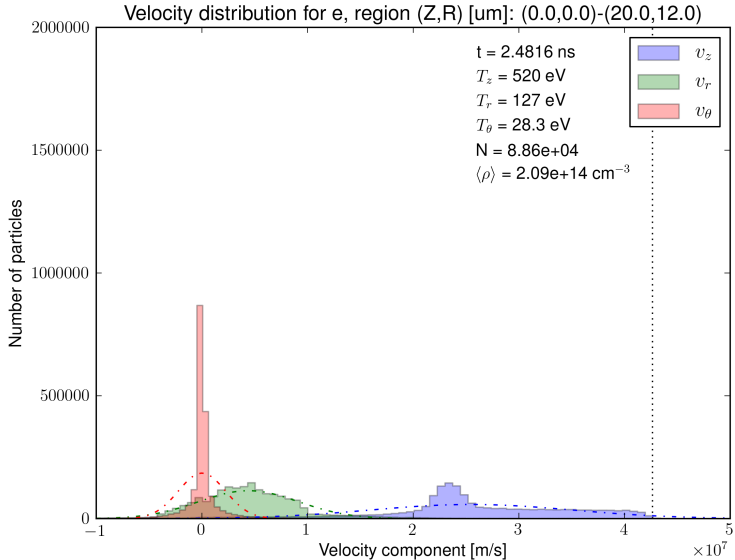 Velocity distribution for e, region (Z,R) [um]: (0.0,0.0)-(20.0,12.0)
2000000
1500000
1000000
500000
0
Number of particles
t = 2.4816 ns
T_z = 520 eV
T_r = 127 eV
T_θ = 28.3 eV
N = 8.86e+04
⟨ρ⟩ = 2.09e+14 cm⁻³
v_z
v_r
v_θ
−1 0 1 2 3 4 5
×10⁷
Velocity component [m/s]